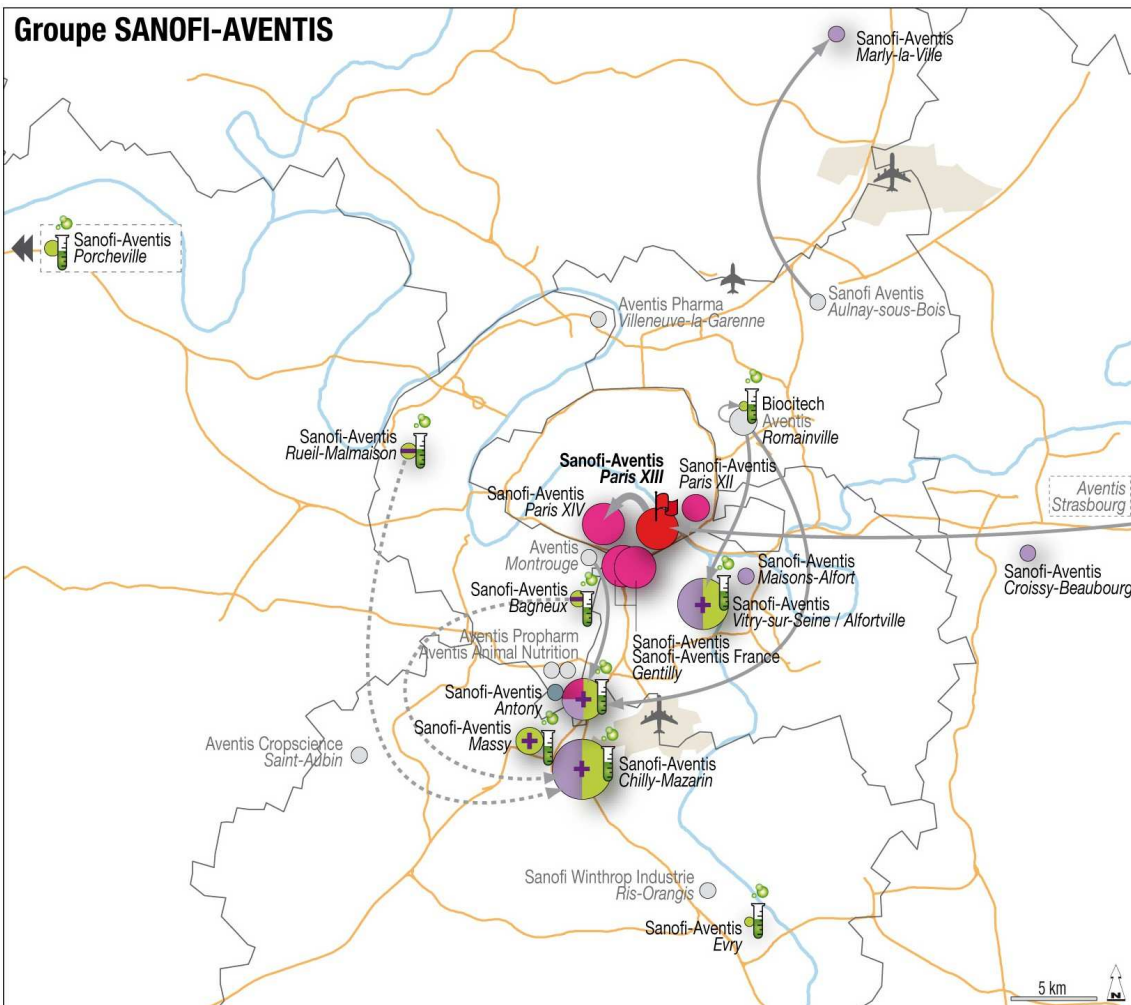 Groupe SANOFI-AVENTIS
Sanofi-Aventis
Marly-la-Ville
Sanofi-Aventis
Porcheville
Aventis Pharma
Villeneuve-la-Garenne
Sanofi Aventis
Aulnay-sous-Bois
Biocitech
Aventis
Romainville
Sanofi-Aventis
Rueil-Malmaison
Sanofi-Aventis
Paris XIII
Sanofi-Aventis
Paris XII
Sanofi-Aventis
Paris XIV
Aventis
Strasbourg
Aventis
Montrouge
Sanofi-Aventis
Maisons-Alfort
Sanofi-Aventis
Croissy-Beaubourg
Sanofi-Aventis
Bagneux
Sanofi-Aventis
Vitry-sur-Seine / Alfortville
Aventis Propharm
Aventis Animal Nutrition
Sanofi-Aventis
Sanofi-Aventis France
Gentilly
Sanofi-Aventis
Antony
Sanofi-Aventis
Massy
Aventis Cropscience
Saint-Aubin
Sanofi-Aventis
Chilly-Mazarin
Sanofi Winthrop Industrie
Ris-Orangis
Sanofi-Aventis
Evry
5 km
N